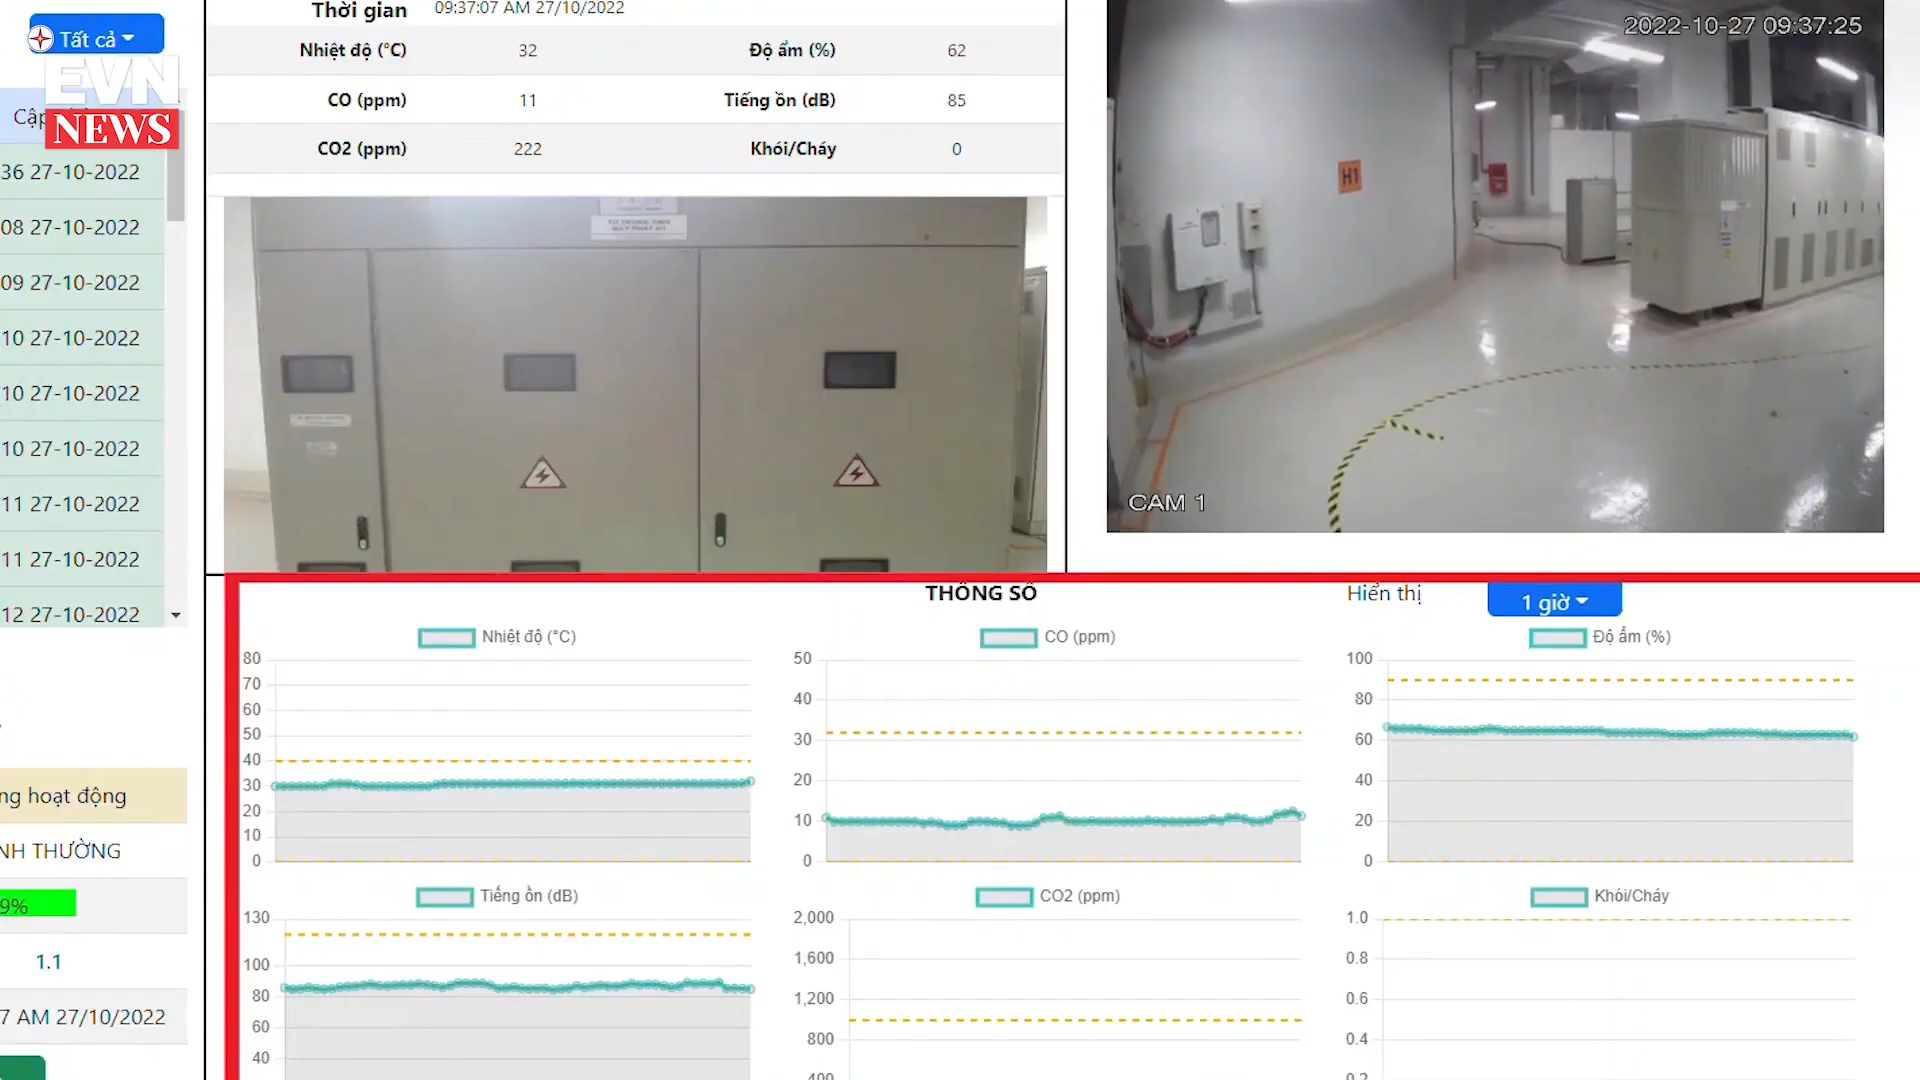 Tất cả
EVN
NEWS
Cập
36 27-10-2022
08 27-10-2022
09 27-10-2022
10 27-10-2022
10 27-10-2022
10 27-10-2022
11 27-10-2022
11 27-10-2022
12 27-10-2022
ng hoạt động
NH THƯỜNG
9%
1.1
7 AM 27/10/2022
Thời gian 09:37:07 AM 27/10/2022
Nhiệt độ (°C) 32 Độ ẩm (%) 62
CO (ppm) 11 Tiếng ồn (dB) 85
CO2 (ppm) 222 Khói/Cháy 0
TỦ TRUNG TÍNH
MÁY PHÁT H1
2022-10-27 09:37:25
H1
CAM 1
THÔNG SỐ
Hiển thị 1 giờ
Nhiệt độ (°C)
80
70
60
50
40
30
20
10
0
CO (ppm)
50
40
30
20
10
0
Độ ẩm (%)
100
80
60
40
20
0
Tiếng ồn (dB)
130
100
80
60
40
CO2 (ppm)
2,000
1,600
1,200
800
400
Khói/Cháy
1.0
0.8
0.6
0.4
0.2